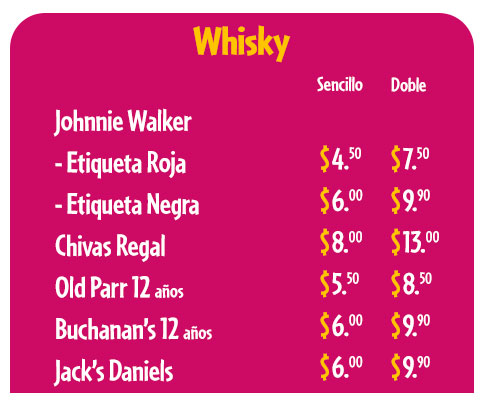 Whisky
Sencillo Doble
Johnnie Walker
- Etiqueta Roja $4.50 $7.50
- Etiqueta Negra $6.00 $9.90
Chivas Regal $8.00 $13.00
Old Parr 12 años $5.50 $8.50
Buchanan's 12 años $6.00 $9.90
Jack's Daniels $6.00 $9.90